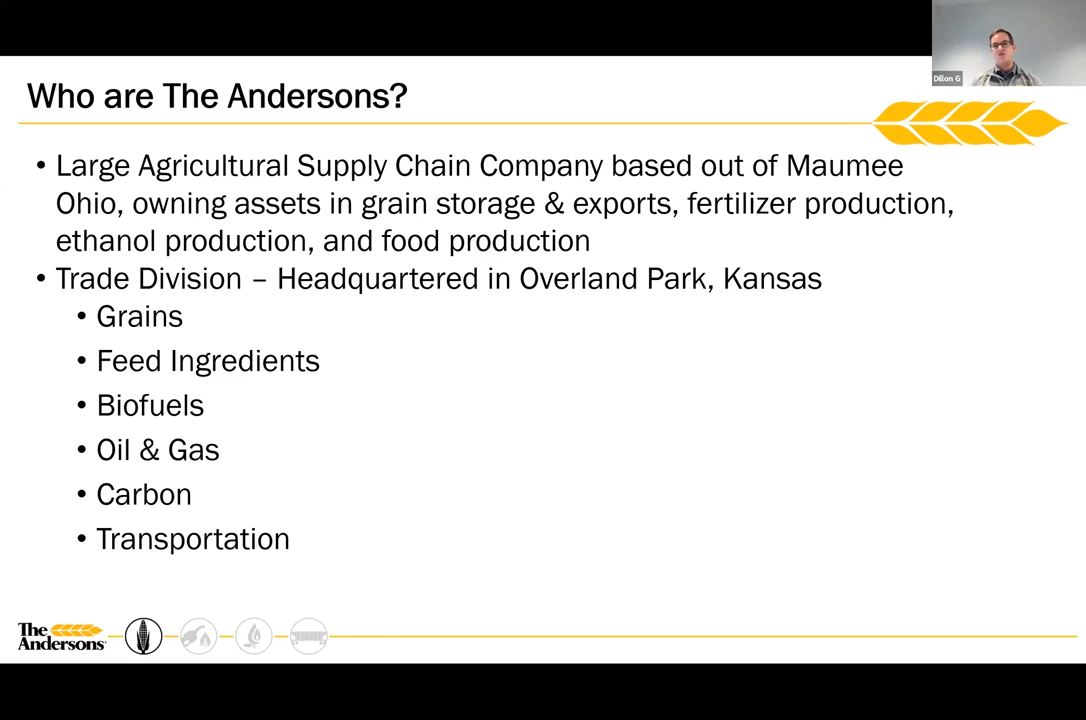 Dillon G
Who are The Andersons?
• Large Agricultural Supply Chain Company based out of Maumee
Ohio, owning assets in grain storage & exports, fertilizer production,
ethanol production, and food production
• Trade Division – Headquartered in Overland Park, Kansas
• Grains
• Feed Ingredients
• Biofuels
• Oil & Gas
• Carbon
• Transportation
The
Andersons